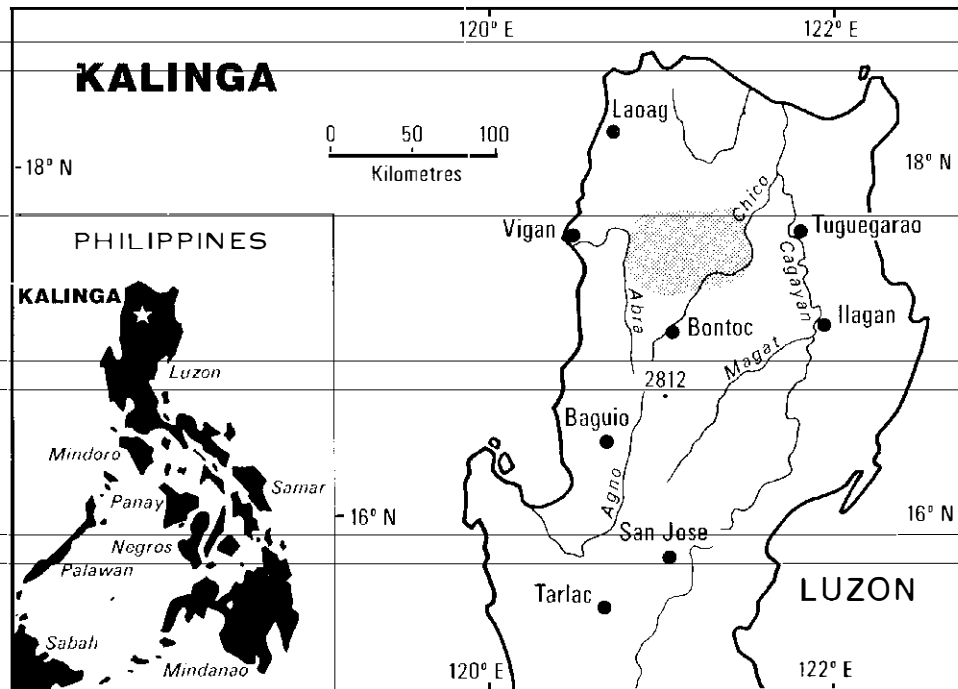 120° E
122° E
KALINGA
Laoag
0 50 100
Kilometres
18° N
18° N
Chico
Vigan
Tuguegarao
PHILIPPINES
Cagayan
KALINGA
Abra
Ilagan
Bontoc
Magat
Luzon
2812
Baguio
Mindoro
Samar
Panay
Agno
16° N
16° N
San Jose
Negros
Palawan
Tarlac
LUZON
Sabah
Mindanao
120° E
122° E